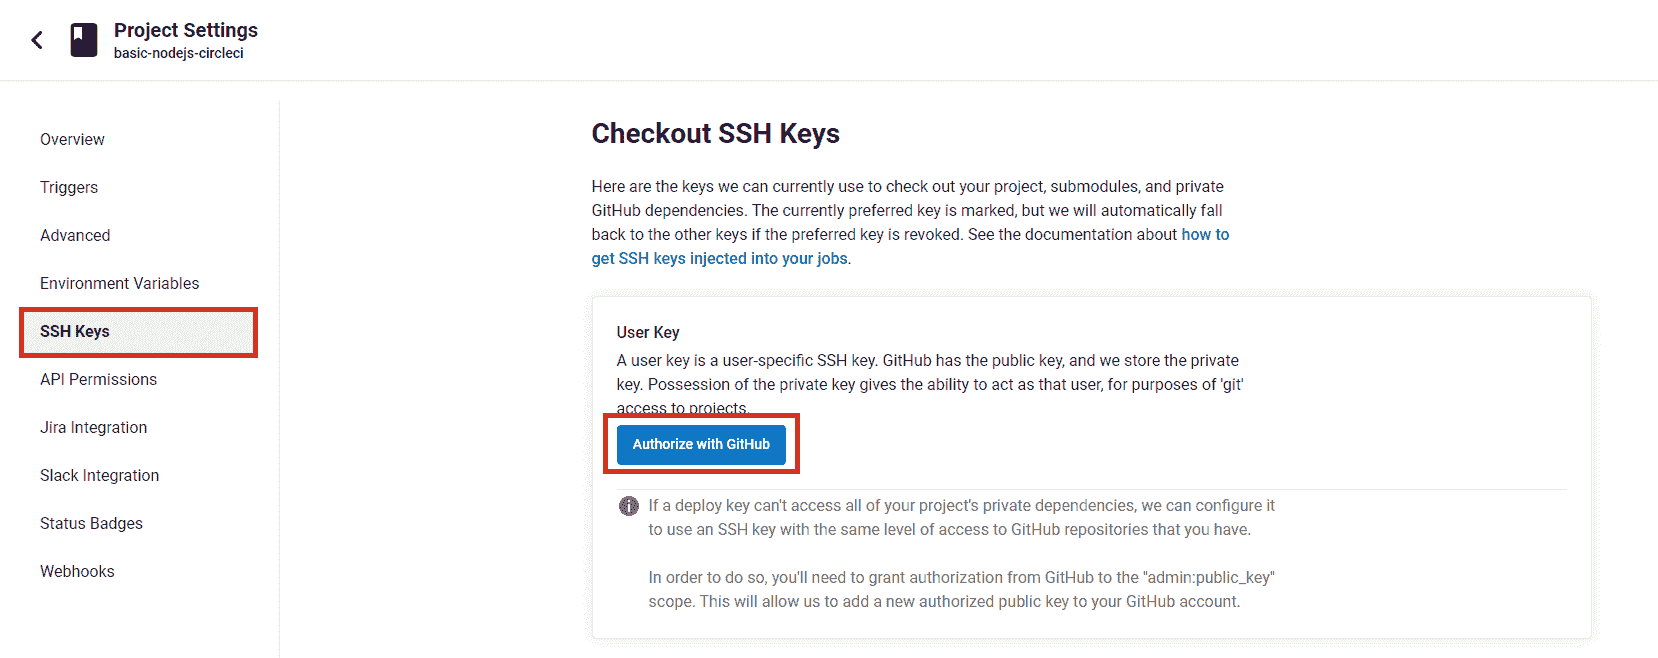 Project Settings
basic-nodejs-circleci
Overview
Triggers
Advanced
Environment Variables
SSH Keys
API Permissions
Jira Integration
Slack Integration
Status Badges
Webhooks
Checkout SSH Keys
Here are the keys we can currently use to check out your project, submodules, and private
GitHub dependencies. The currently preferred key is marked, but we will automatically fall
back to the other keys if the preferred key is revoked. See the documentation about how to
get SSH keys injected into your jobs.
User Key
A user key is a user-specific SSH key. GitHub has the public key, and we store the private
key. Possession of the private key gives the ability to act as that user, for purposes of 'git'
access to projects.
Authorize with GitHub
If a deploy key can't access all of your project's private dependencies, we can configure it
to use an SSH key with the same level of access to GitHub repositories that you have.
In order to do so, you'll need to grant authorization from GitHub to the "admin:public_key"
scope. This will allow us to add a new authorized public key to your GitHub account.